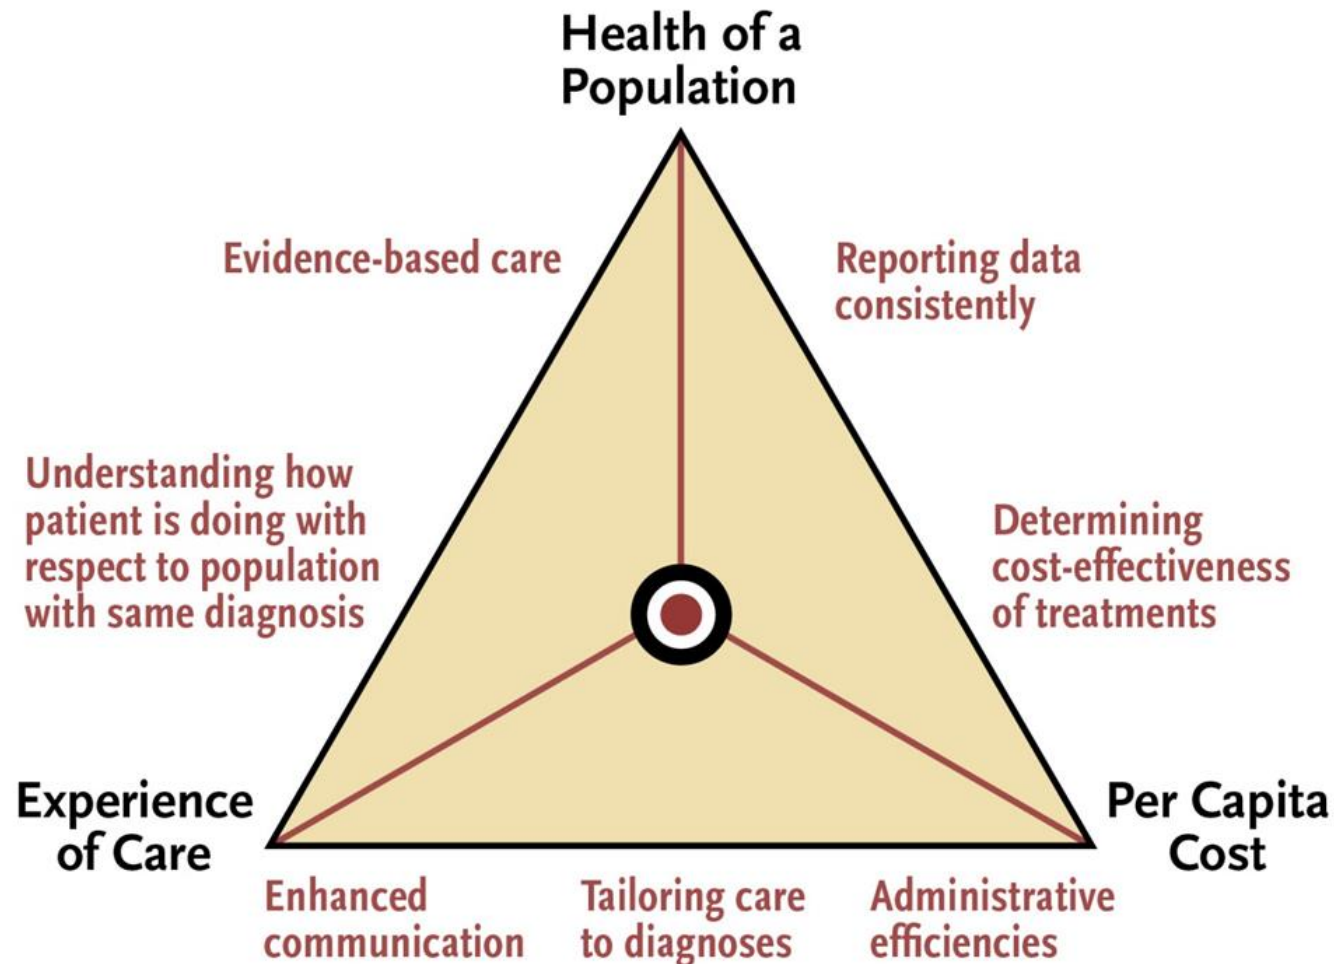 Health of a
Population
Evidence-based care
Reporting data
consistently
Understanding how
patient is doing with
respect to population
with same diagnosis
Determining
cost-effectiveness
of treatments
Experience
of Care
Per Capita
Cost
Enhanced
communication
Tailoring care
to diagnoses
Administrative
efficiencies